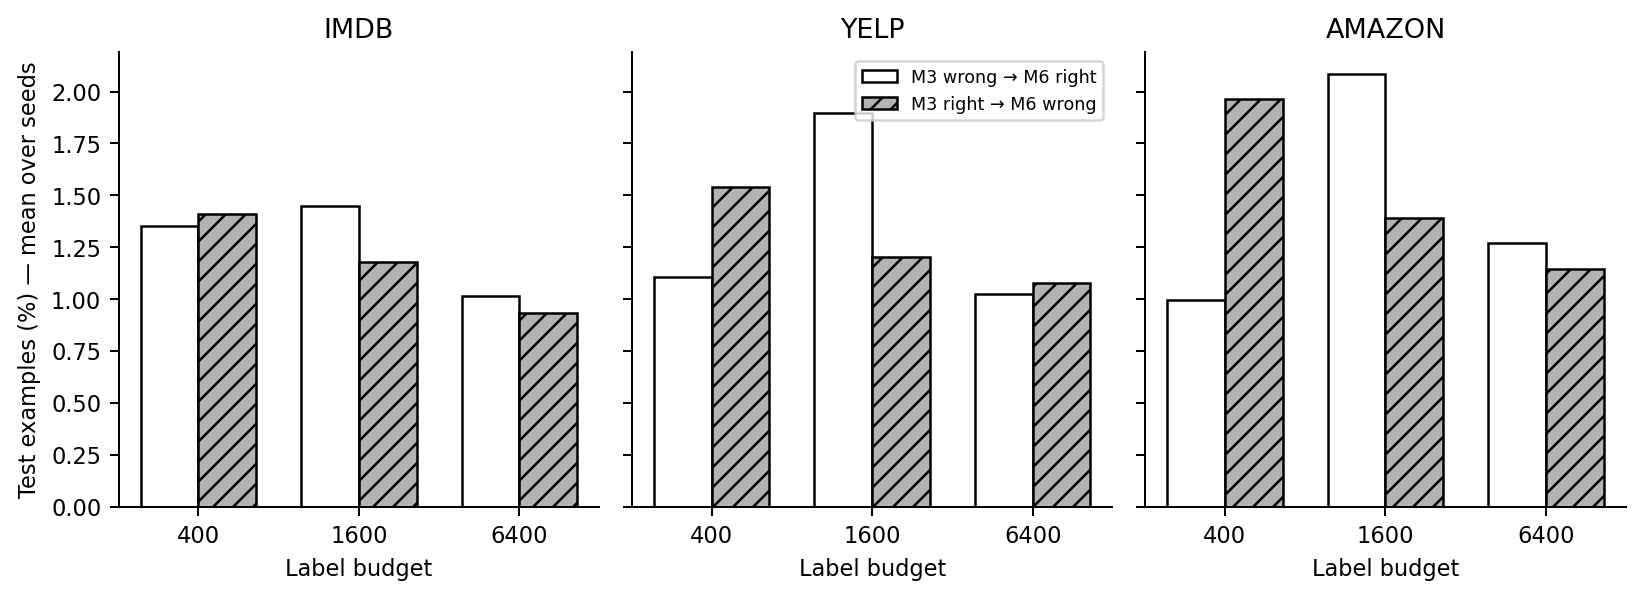 IMDB
YELP
AMAZON
M3 wrong → M6 right
M3 right → M6 wrong
Test examples (%) — mean over seeds
2.00
1.75
1.50
1.25
1.00
0.75
0.50
0.25
0.00
400 1600 6400
400 1600 6400
400 1600 6400
Label budget
Label budget
Label budget